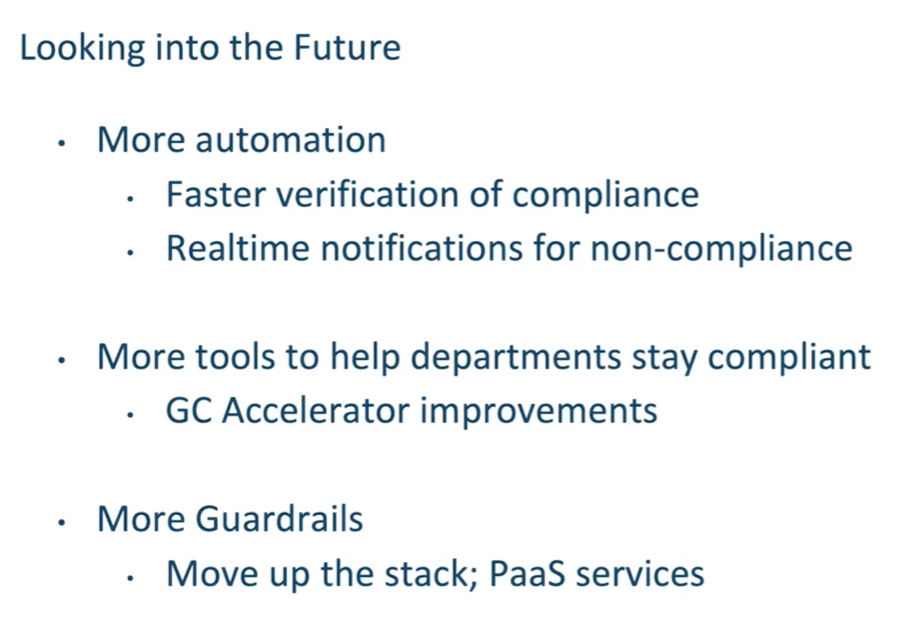 Looking into the Future
• More automation
• Faster verification of compliance
• Realtime notifications for non-compliance
• More tools to help departments stay compliant
• GC Accelerator improvements
• More Guardrails
• Move up the stack; PaaS services